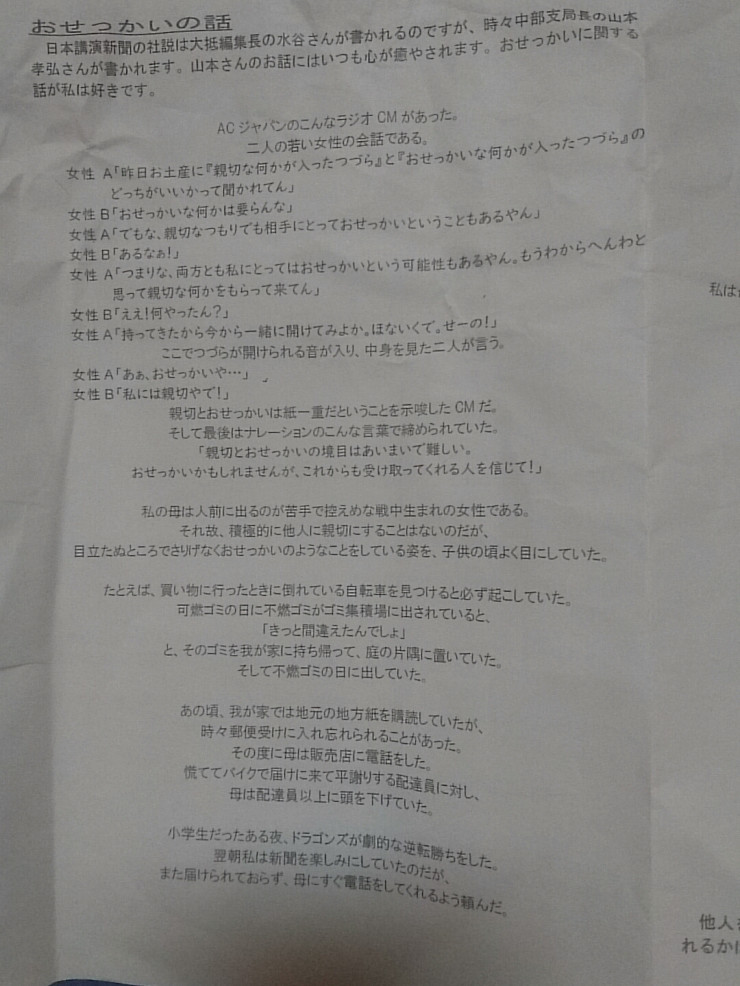 おせっかいの話
日本講演新聞の社説は大抵編集長の水谷さんが書かれるのですが、時々中部支局長の山本
孝弘さんが書かれます。山本さんのお話にはいつも心が癒やされます。おせっかいに関する
話が私は好きです。
ACジャパンのこんなラジオCMがあった。
二人の若い女性の会話である。
女性 A「昨日お土産に『親切な何かが入ったつづら』と『おせっかいな何かが入ったつづら』の
どっちがいいかって聞かれてん」
女性B「おせっかいな何かは要らんな」
女性A「でもな、親切なつもりでも相手にとっておせっかいということもあるやん」
女性B「あるなぁ!」
女性 A「つまりな、両方とも私にとってはおせっかいという可能性もあるやん。もうわからへんわと
思って親切な何かをもらって来てん」
女性B「ええ!何やったん?」
女性A「持ってきたから今から一緒に開けてみよか。ほないくで。せーの!」
ここでつづらが開けられる音が入り、中身を見た二人が言う。
女性A「あぁ、おせっかいや…」
女性B「私には親切やで!」
親切とおせっかいは紙一重だということを示唆したCMだ。
そして最後はナレーションのこんな言葉で締められていた。
「親切とおせっかいの境目はあいまいで難しい。
おせっかいかもしれませんが、これからも受け取ってくれる人を信じて!」
私の母は人前に出るのが苦手で控えめな戦中生まれの女性である。
それ故、積極的に他人に親切にすることはないのだが、
目立たぬところでさりげなくおせっかいのようなことをしている姿を、子供の頃よく目にしていた。
たとえば、買い物に行ったときに倒れている自転車を見つけると必ず起こしていた。
可燃ゴミの日に不燃ゴミがゴミ集積場に出されていると、
「きっと間違えたんでしょ」
と、そのゴミを我が家に持ち帰って、庭の片隅に置いていた。
そして不燃ゴミの日に出していた。
あの頃、我が家では地元の地方紙を購読していたが、
時々郵便受けに入れ忘れられることがあった。
その度に母は販売店に電話をした。
慌ててバイクで届けに来て平謝りする配達員に対し、
母は配達員以上に頭を下げていた。
小学生だったある夜、ドラゴンズが劇的な逆転勝ちをした。
翌朝私は新聞を楽しみにしていたのだが、
また届けられておらず、母にすぐ電話をしてくれるよう頼んだ。
私は
他人
れるか